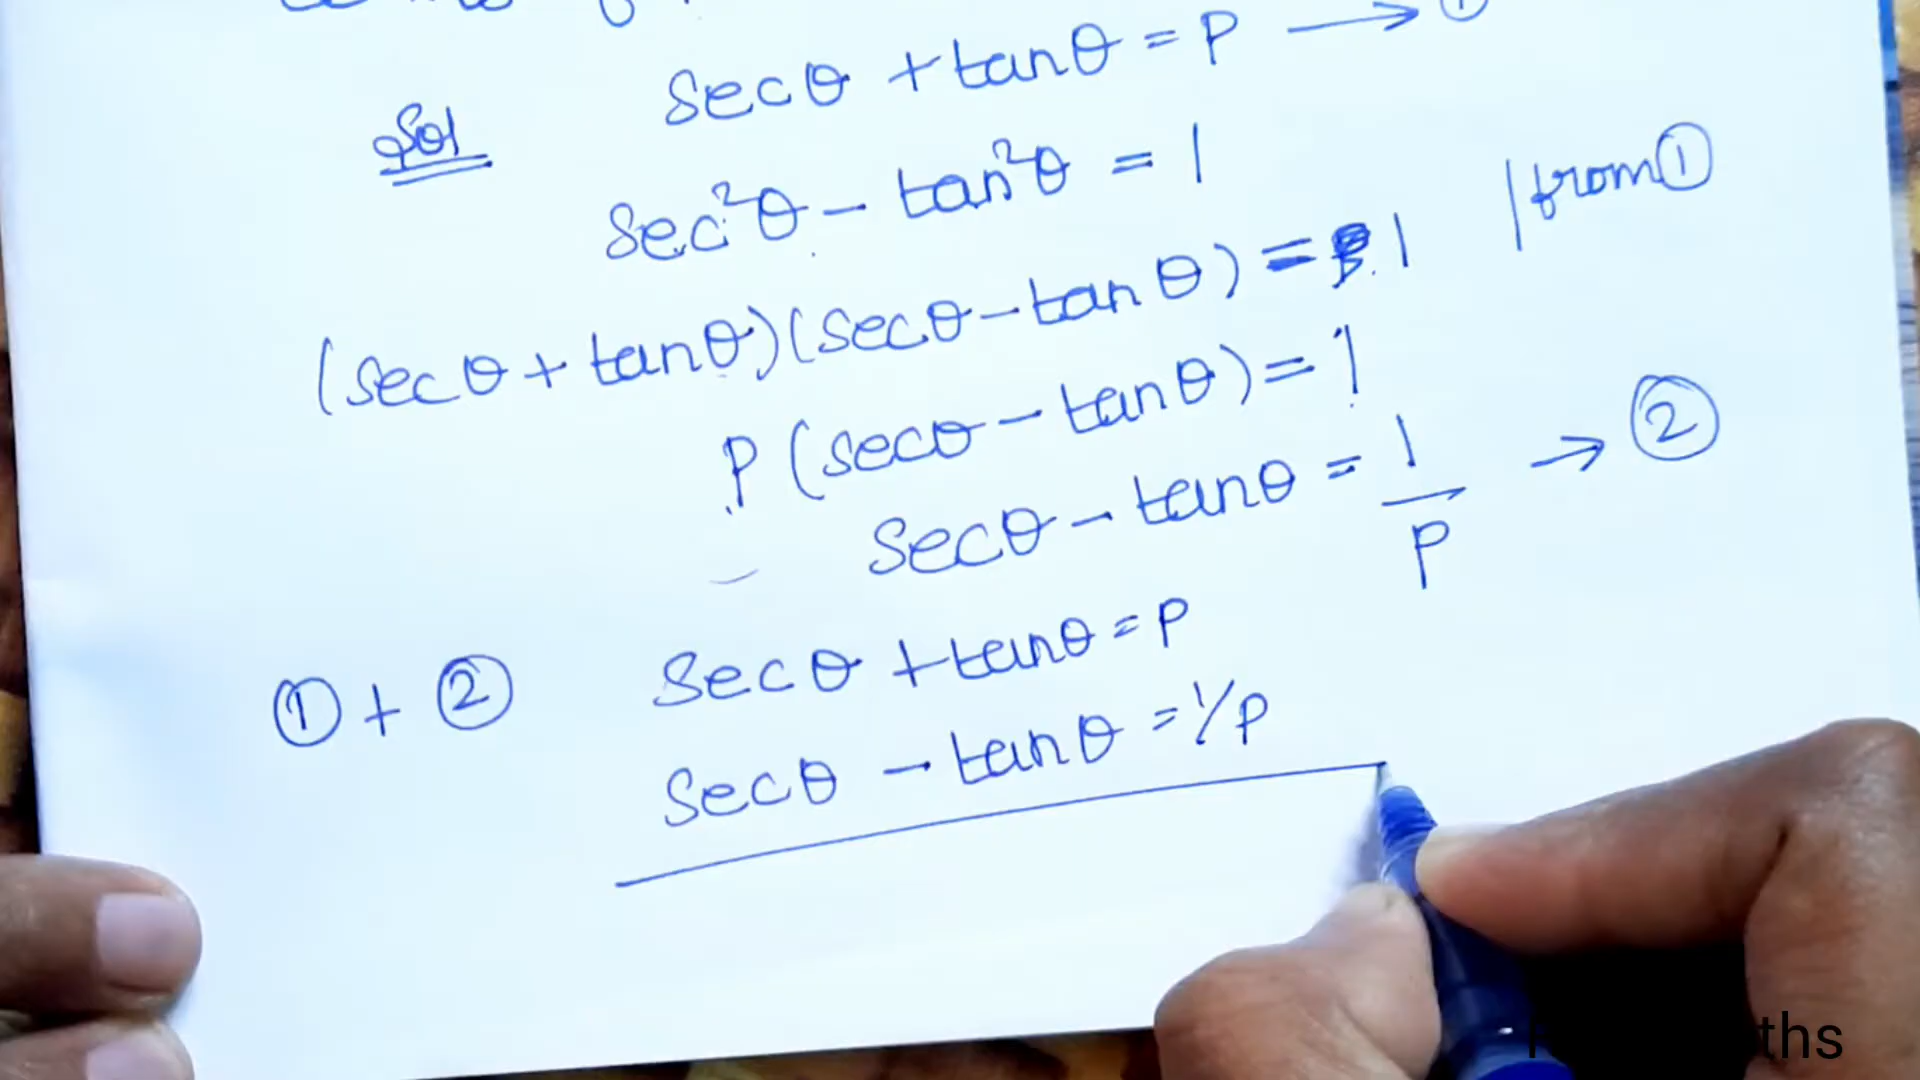 secθ + tanθ = P → ①
Sol
sec²θ - tan²θ = 1
(secθ + tanθ)(secθ - tanθ) = 1 | from ①
P (secθ - tanθ) = 1
secθ - tanθ = 1/P → ②
① + ② secθ + tanθ = P
secθ - tanθ = 1/P